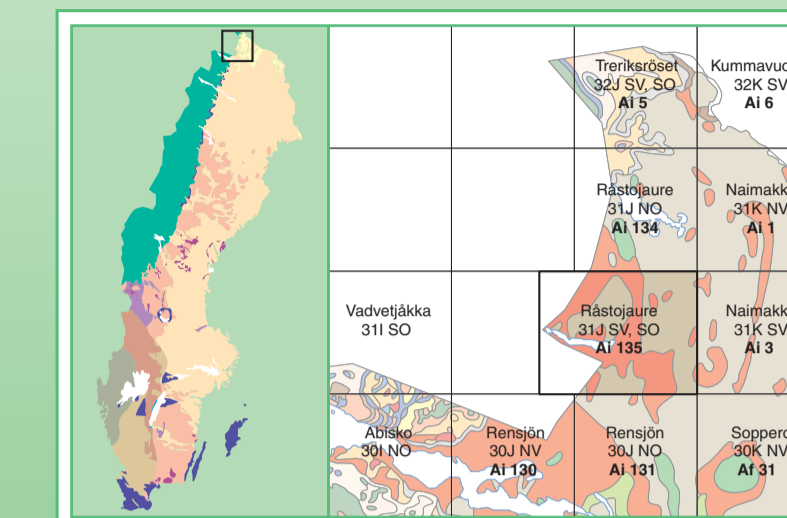 Treriksröset
32J SV, SO
Ai 5
32K SV
Ai 6
Råstojaure
31J NO
Ai 134
Naimakk
31K NV
Ai 1
Vadvetjåkka
31I SO
Råstojaure
31J SV, SO
Ai 135
Naimakk
31K SV
Ai 3
Abisko
30I NO
Rensjön
30J NV
Ai 130
Rensjön
30J NO
Ai 131
Soppero
30K NV
Af 31